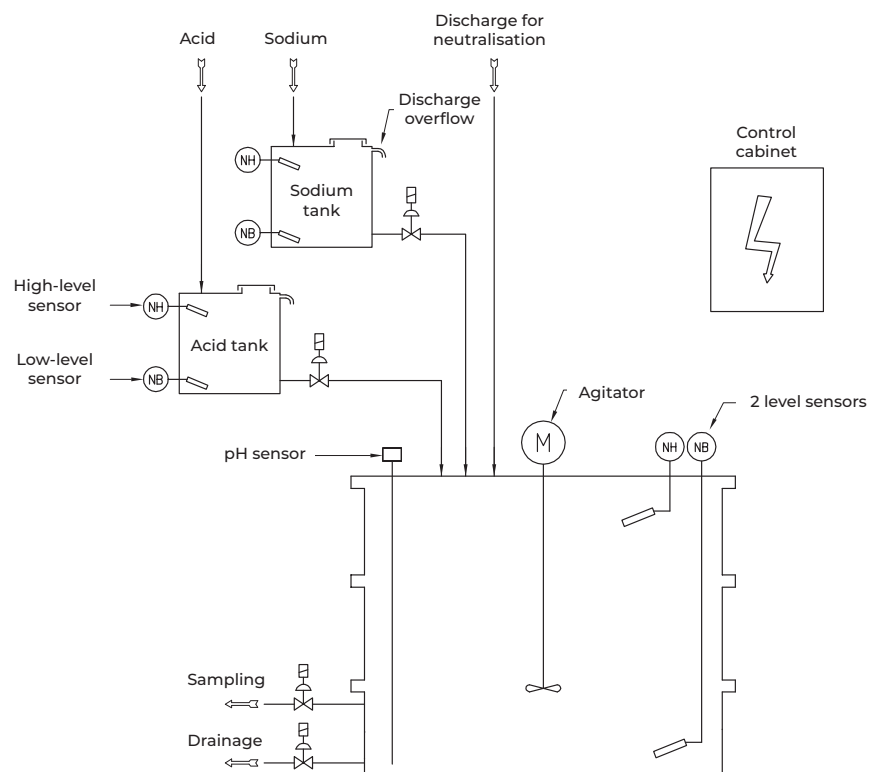 Acid
Sodium
Discharge for
neutralisation
Discharge
overflow
Control
cabinet
NH
Sodium
tank
NB
High-level
sensor
NH
Acid tank
Low-level
sensor
NB
Agitator
2 level sensors
M
NH
NB
pH sensor
Sampling
Drainage